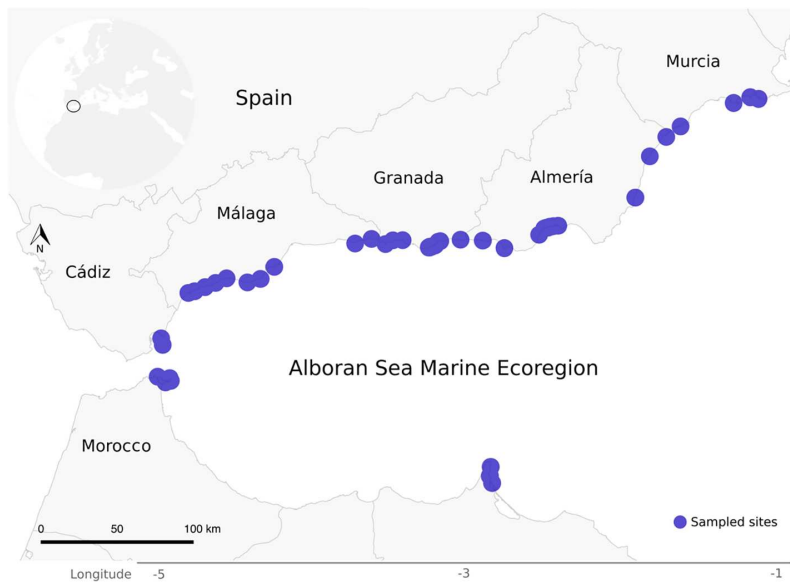 Murcia
Spain
Granada
Almería
Málaga
N
Cádiz
Alboran Sea Marine Ecoregion
Morocco
Sampled sites
0 50 100 km
Longitude -5 -3 -1